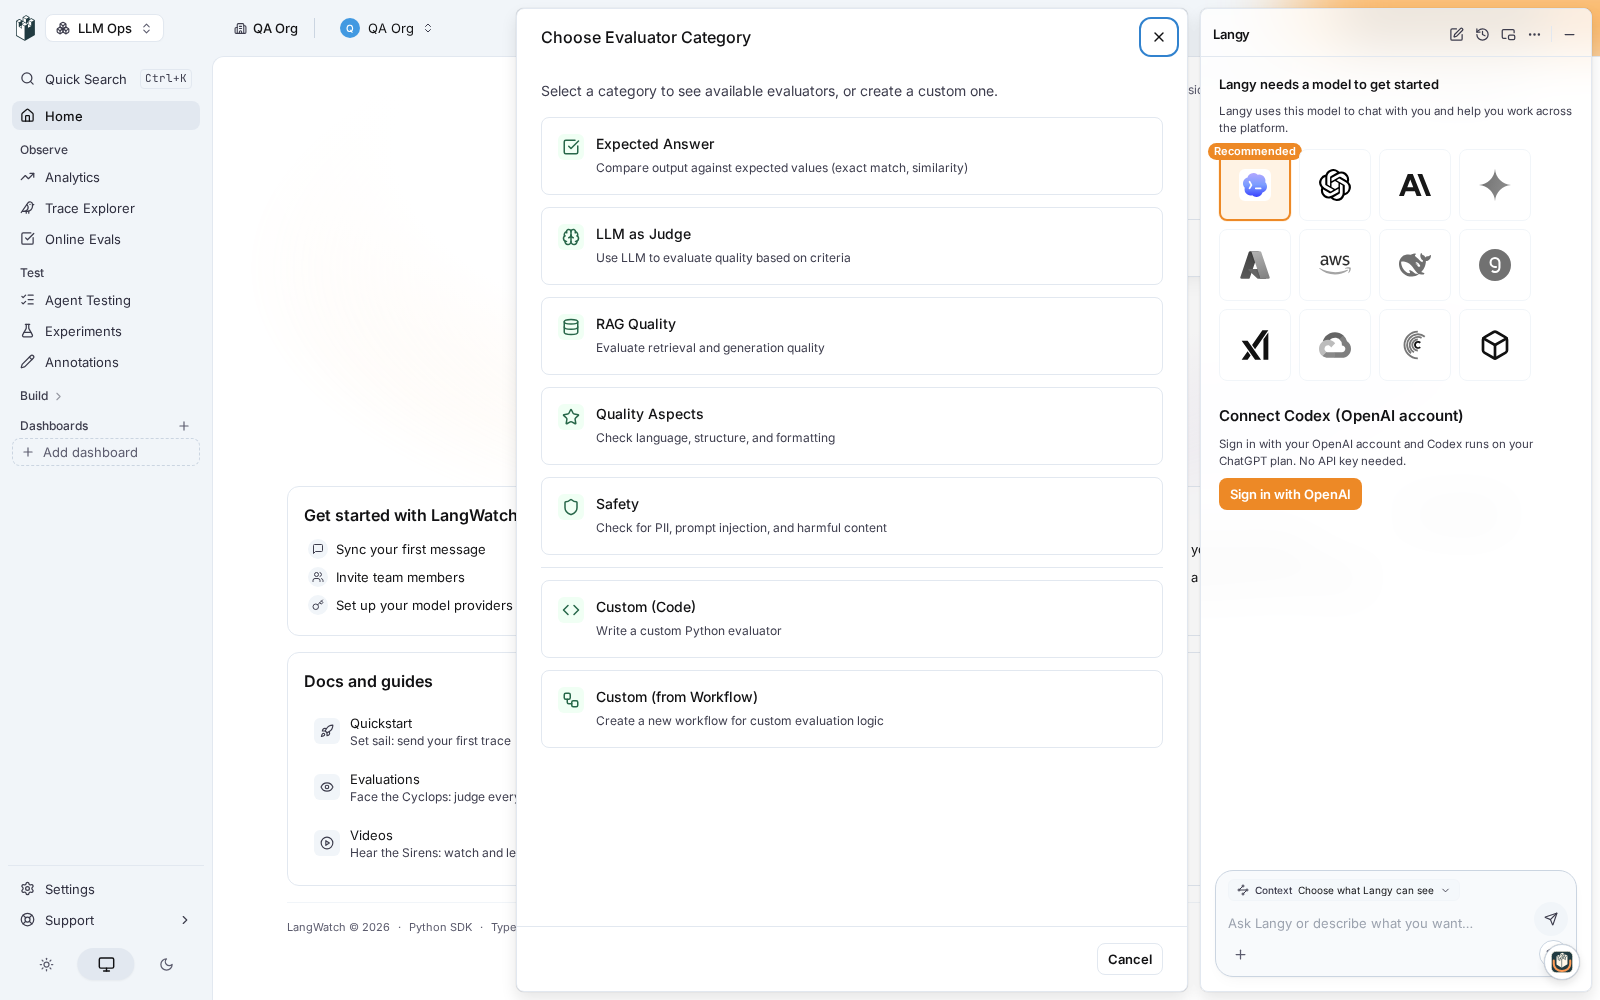 LLM Ops
QA Org
Q
QA Org
Quick Search
Ctrl+K
Home
Observe
Analytics
Trace Explorer
Online Evals
Test
Agent Testing
Experiments
Annotations
Build
Dashboards
Add dashboard
Settings
Support
Get started with LangWatch
Sync your first message
Invite team members
Set up your model providers
Docs and guides
Quickstart
Set sail: send your first trace
Evaluations
Face the Cyclops: judge every
Videos
Hear the Sirens: watch and le
LangWatch © 2026 · Python SDK · Type
Choose Evaluator Category
Select a category to see available evaluators, or create a custom one.
Expected Answer
Compare output against expected values (exact match, similarity)
LLM as Judge
Use LLM to evaluate quality based on criteria
RAG Quality
Evaluate retrieval and generation quality
Quality Aspects
Check language, structure, and formatting
Safety
Check for PII, prompt injection, and harmful content
Custom (Code)
Write a custom Python evaluator
Custom (from Workflow)
Create a new workflow for custom evaluation logic
Cancel
Langy
Langy needs a model to get started
Langy uses this model to chat with you and help you work across
the platform.
Recommended
aws
Connect Codex (OpenAI account)
Sign in with your OpenAI account and Codex runs on your
ChatGPT plan. No API key needed.
Sign in with OpenAI
Context Choose what Langy can see
Ask Langy or describe what you want...